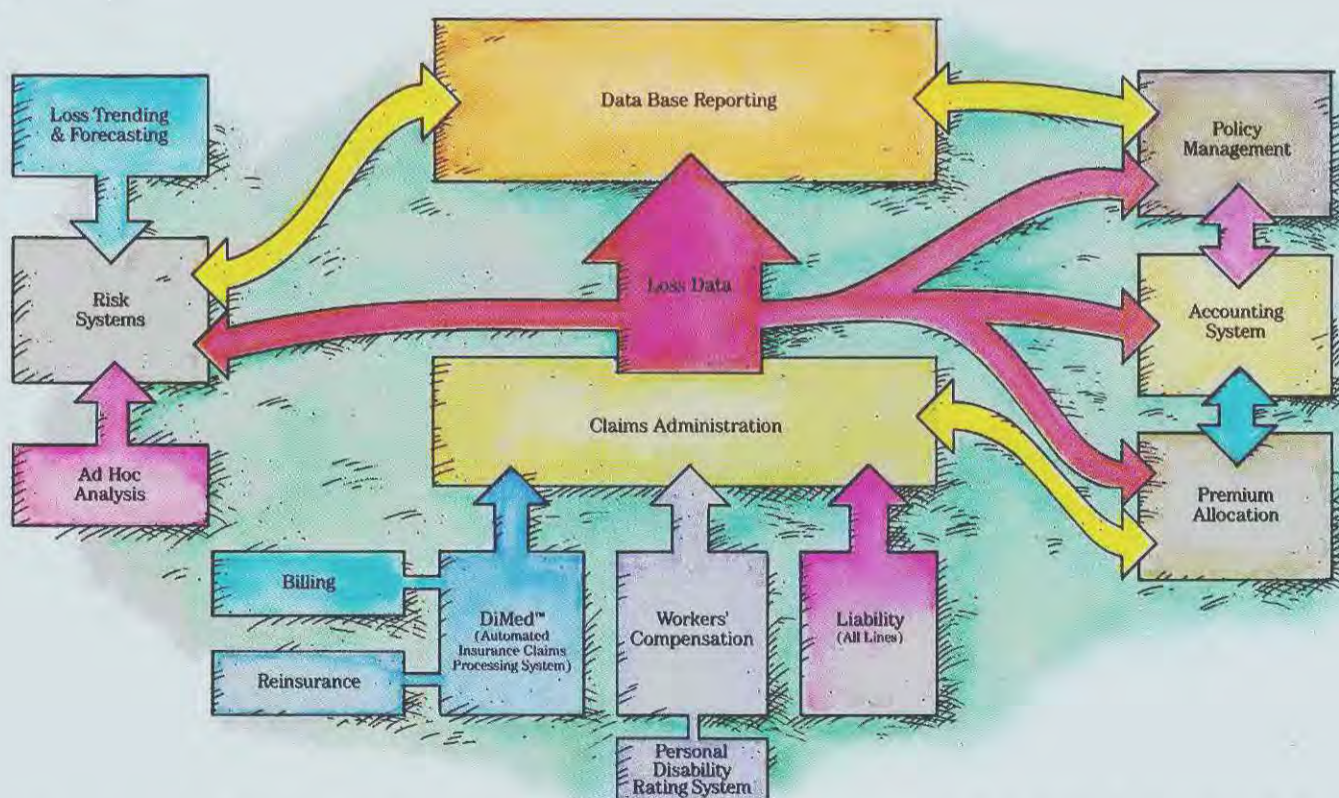 Data Base Reporting
Loss Trending
& Forecasting
Policy
Management
Risk
Systems
Loss Data
Accounting
System
Claims Administration
Ad Hoc
Analysis
Premium
Allocation
Billing
DiMed™
(Automated
Insurance Claims
Processing System)
Workers'
Compensation
Liability
(All Lines)
Reinsurance
Personal
Disability
Rating System